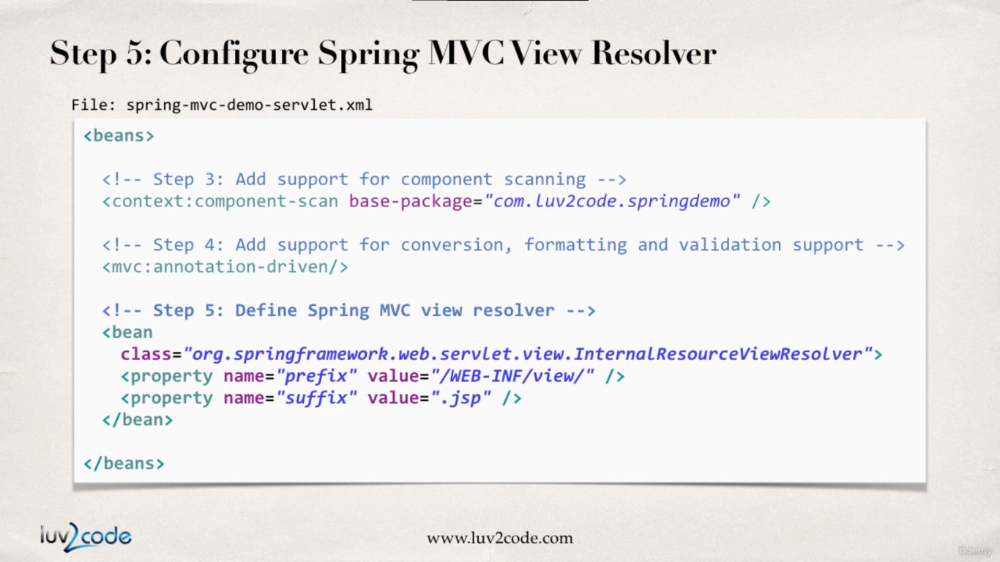 Step 5: Configure Spring MVC View Resolver
File: spring-mvc-demo-servlet.xml
<beans>
<!-- Step 3: Add support for component scanning -->
<context:component-scan base-package="com.luv2code.springdemo" />
<!-- Step 4: Add support for conversion, formatting and validation support -->
<mvc:annotation-driven/>
<!-- Step 5: Define Spring MVC view resolver -->
<bean
class="org.springframework.web.servlet.view.InternalResourceViewResolver">
<property name="prefix" value="/WEB-INF/view/" />
<property name="suffix" value=".jsp" />
</bean>
</beans>
luv2code
www.luv2code.com
Udemy